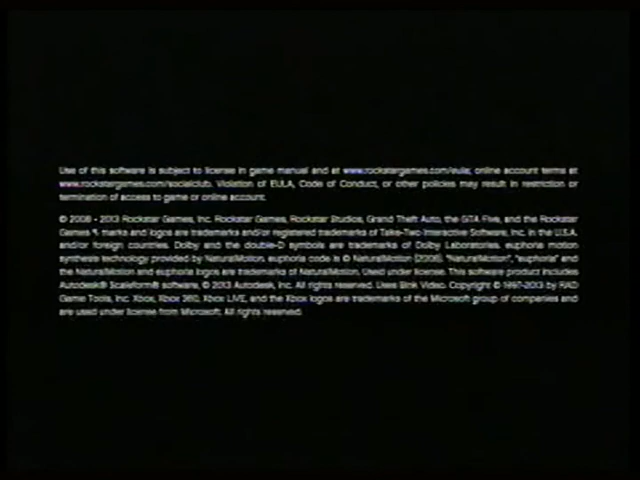 Use of this software is subject to license in game manual and at www.rockstargames.com/eula; online account terms at
www.rockstargames.com/socialclub. Violation of EULA, Code of Conduct, or other policies may result in restriction or
termination of access to game or online account.
© 2008 - 2013 Rockstar Games, Inc. Rockstar Games, Rockstar Studios, Grand Theft Auto, the GTA Five, and the Rockstar
Games marks and logos are trademarks and/or registered trademarks of Take-Two Interactive Software, Inc. in the U.S.A.
and/or foreign countries. Dolby and the double-D symbols are trademarks of Dolby Laboratories. euphoria motion
synthesis technology provided by NaturalMotion. euphoria code is © NaturalMotion (2006). "NaturalMotion", "euphoria" and
the NaturalMotion and euphoria logos are trademarks of NaturalMotion. Used under license. This software product includes
Autodesk® Scaleform® software, © 2013 Autodesk, Inc. All rights reserved. Uses Bink Video. Copyright © 1997-2013 by RAD
Game Tools, Inc. Xbox, Xbox 360, Xbox LIVE, and the Xbox logos are trademarks of the Microsoft group of companies and
are used under license from Microsoft. All rights reserved.